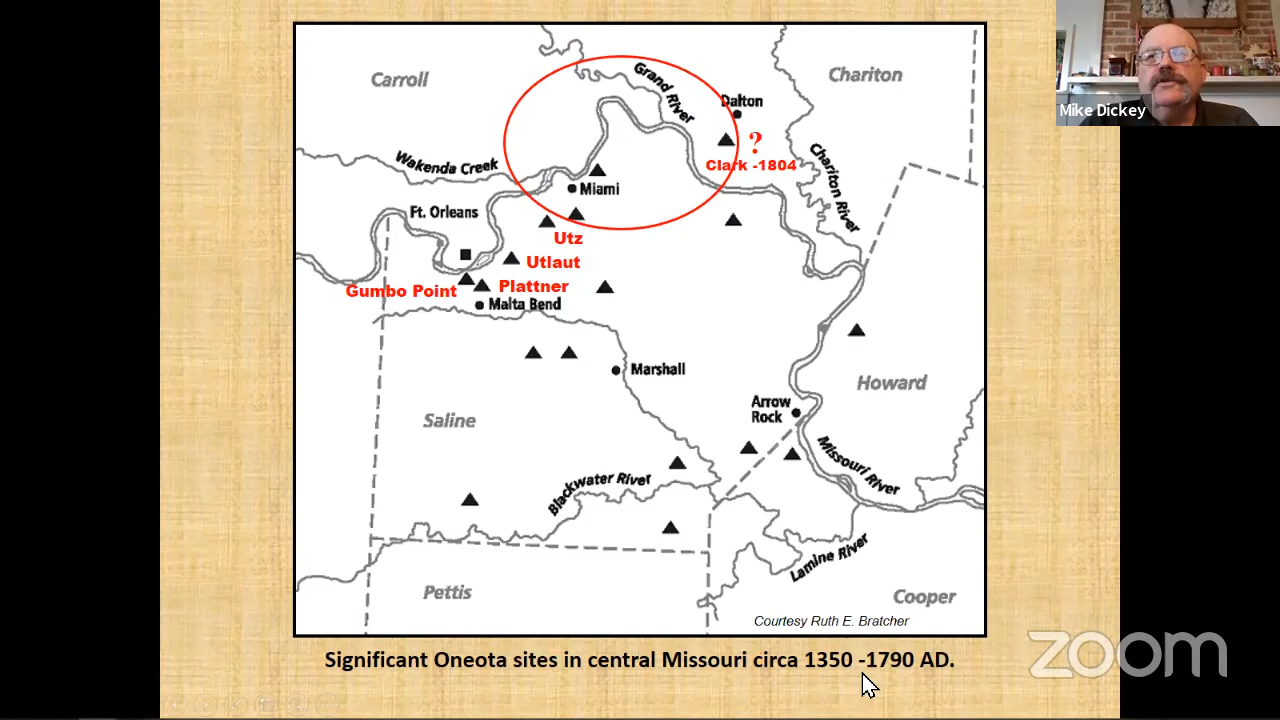 Mike Dickey
Carroll
Chariton
Grand River
Dalton
?
Clark -1804
Wakenda Creek
Chariton River
Miami
Ft. Orleans
Utz
Utlaut
Gumbo Point
Plattner
Malta Bend
Marshall
Howard
Arrow
Rock
Saline
Missouri River
Blackwater River
Lamine River
Pettis
Cooper
Courtesy Ruth E. Bratcher
Significant Oneota sites in central Missouri circa 1350 -1790 AD.
zoom